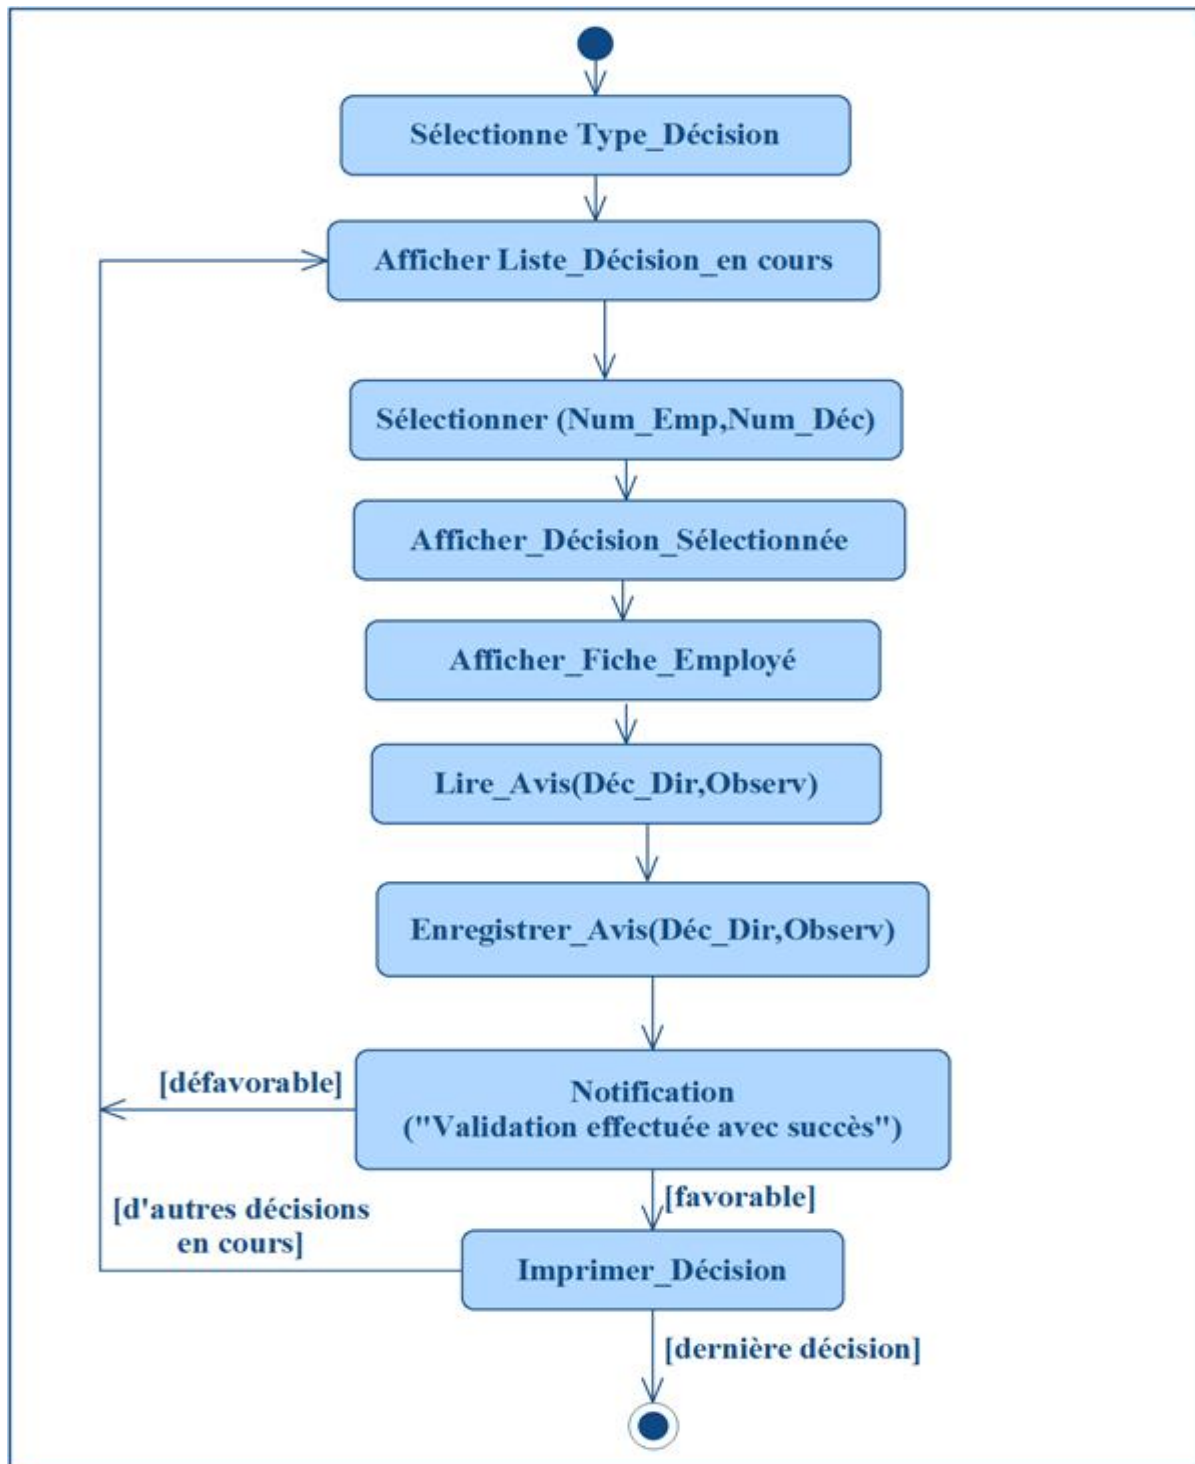 Sélectionne Type_Décision
Afficher Liste_Décision_en cours
Sélectionner (Num_Emp,Num_Déc)
Afficher_Décision_Sélectionnée
Afficher_Fiche_Employé
Lire_Avis(Déc_Dir,Observ)
Enregistrer_Avis(Déc_Dir,Observ)
[défavorable]
Notification
("Validation effectuée avec succès")
[favorable]
[d'autres décisions
en cours]
Imprimer_Décision
[dernière décision]